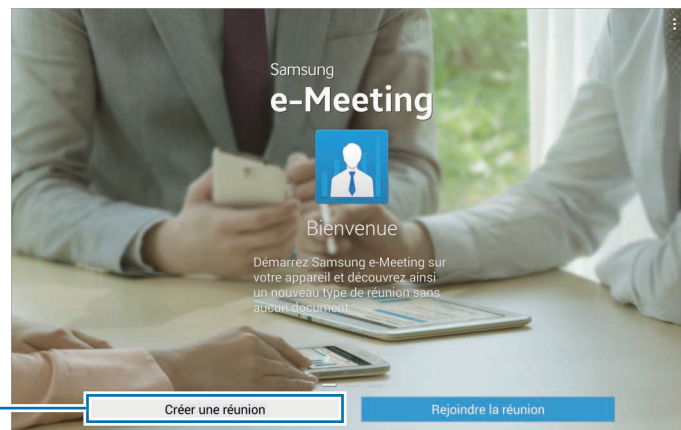 Samsung
e-Meeting
Bienvenue
Démarrez Samsung e-Meeting sur
votre appareil et découvrez ainsi
un nouveau type de réunion sans
aucun document.
Créer une réunion
Rejoindre la réunion